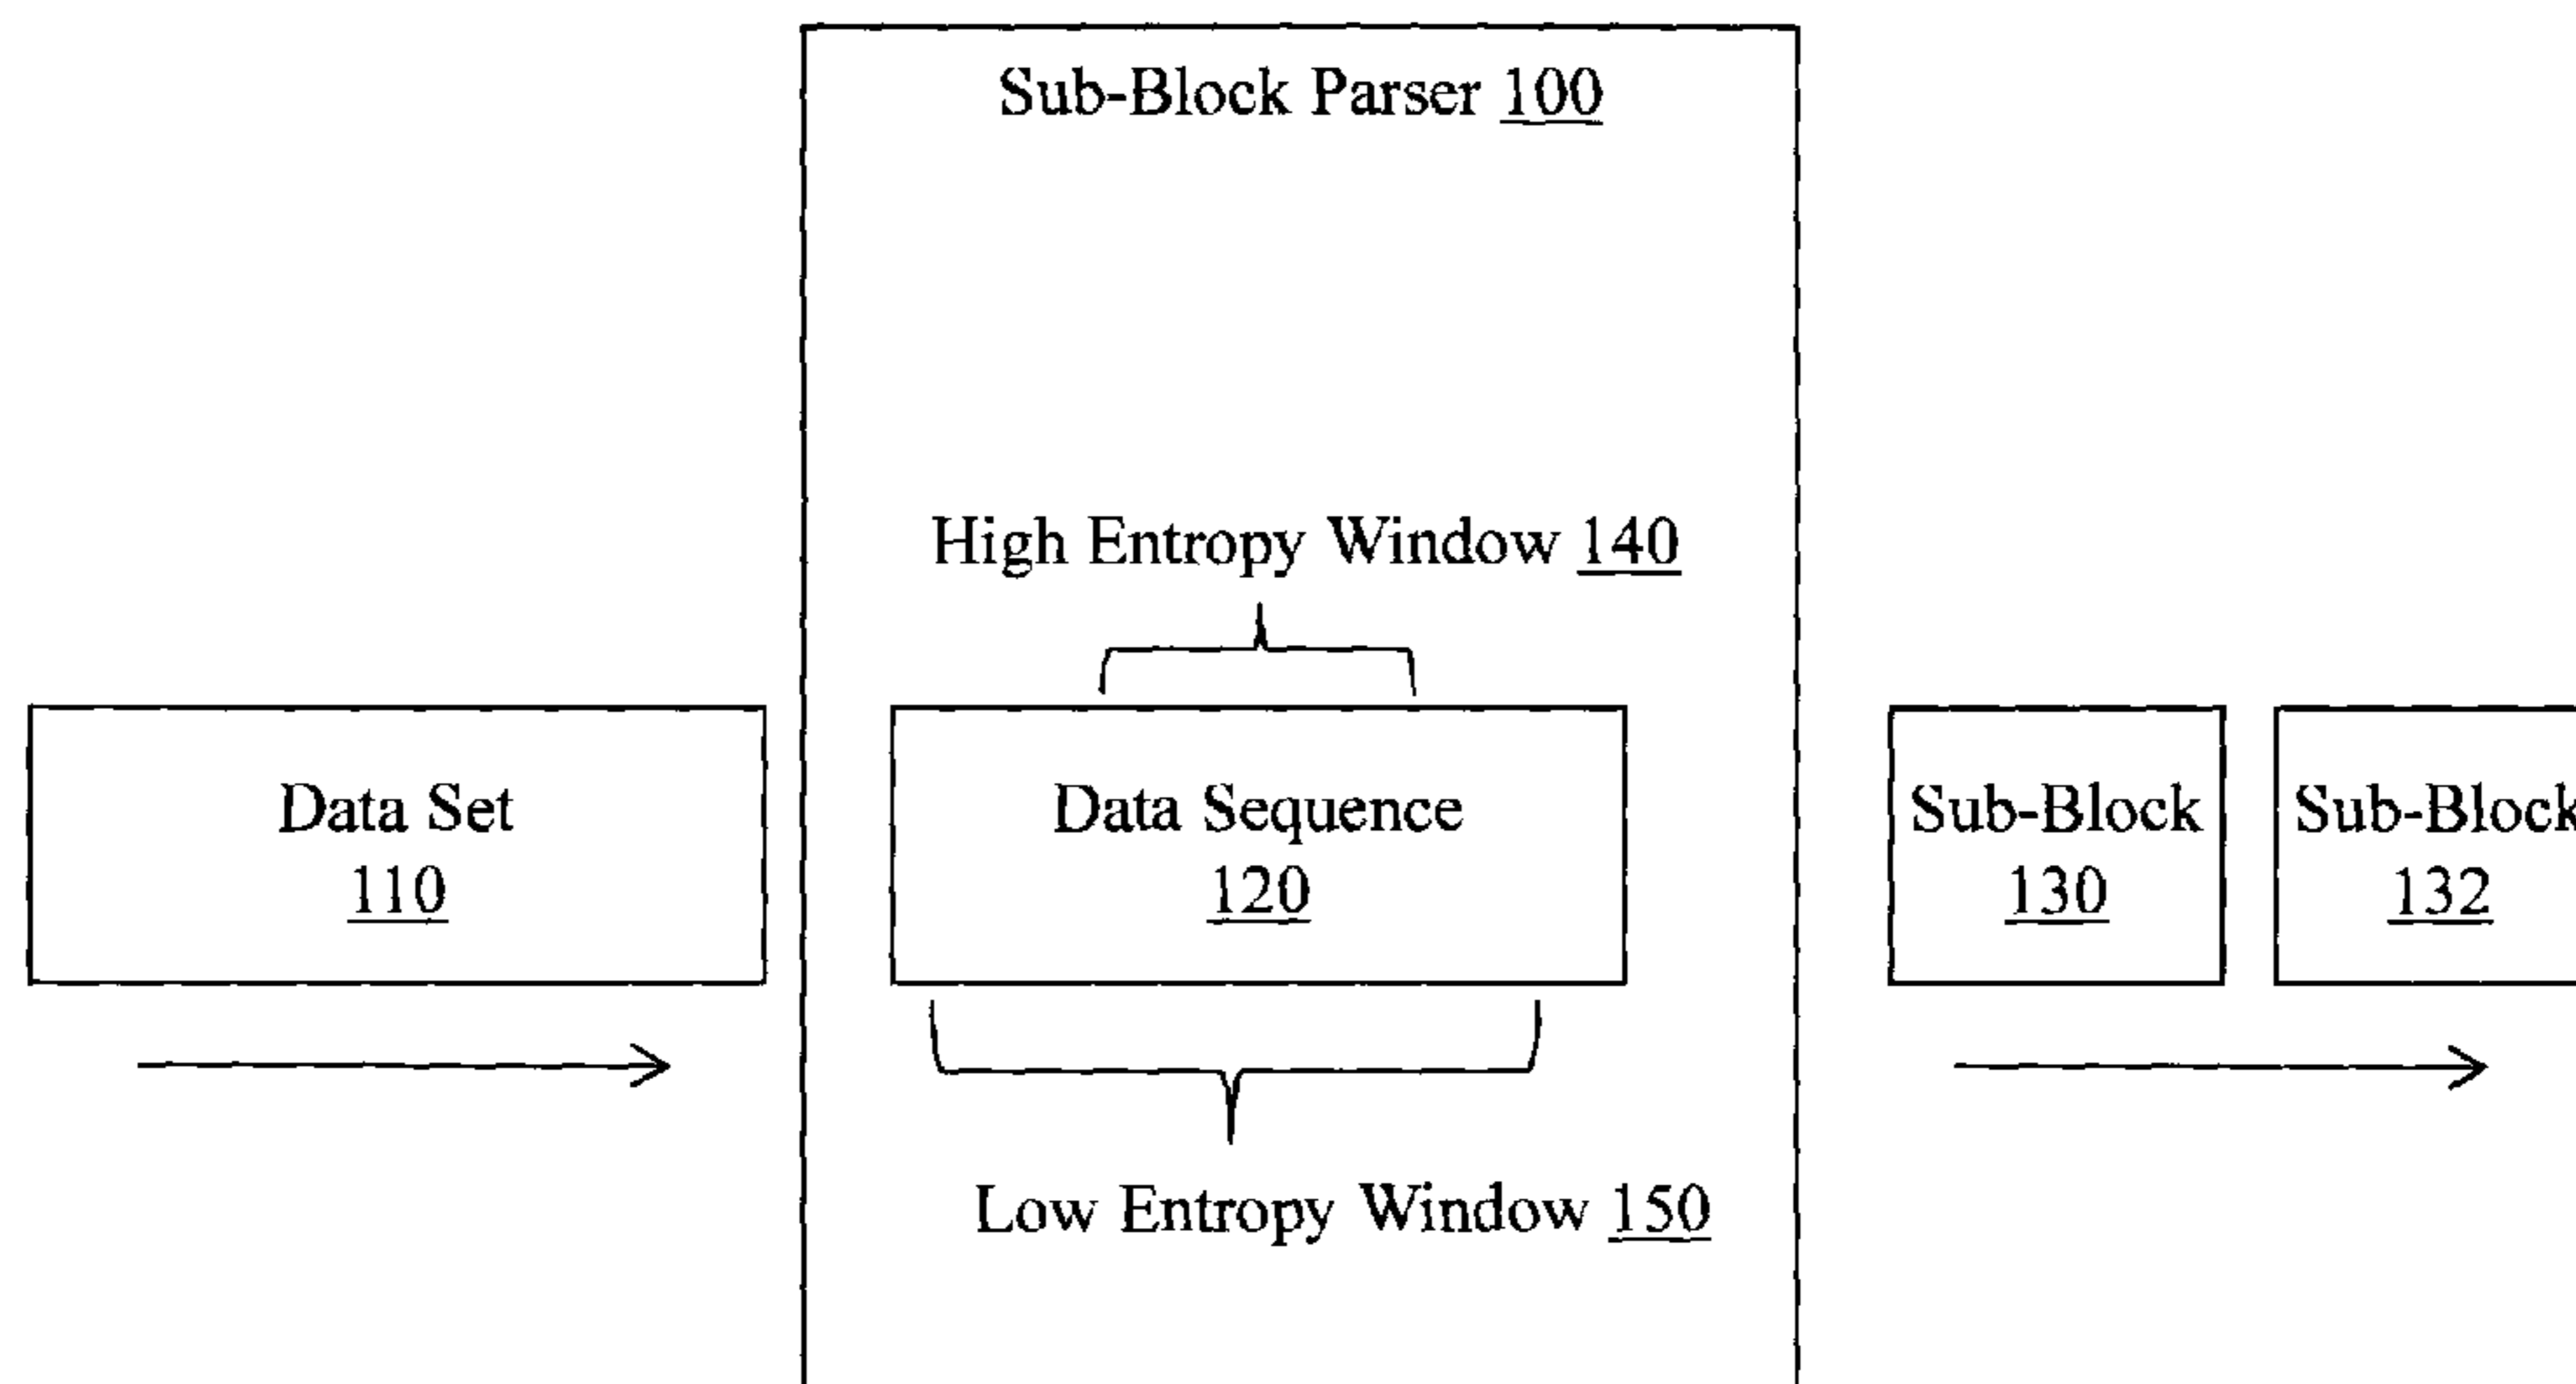 Sub-Block Parser 100
High Entropy Window 140
Data Set
110
Data Sequence
120
Sub-Block
130
Sub-Block
132
Low Entropy Window 150